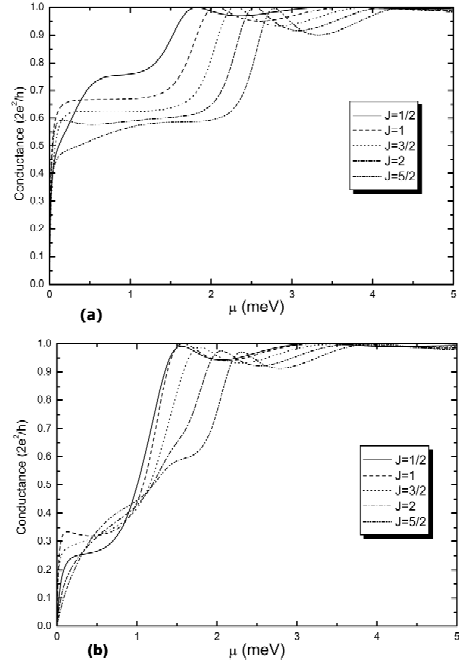 1.0
0.9
0.8
0.7
0.6
0.5
0.4
0.3
0.2
0.1
0.0
Conductance (2e²/h)
J=1/2
J=1
J=3/2
J=2
J=5/2
0 1 2 3 4 5
μ (meV)
(a)
1.0
0.9
0.8
0.7
0.6
0.5
0.4
0.3
0.2
0.1
0.0
Conductance (2e²/h)
J=1/2
J=1
J=3/2
J=2
J=5/2
0 1 2 3 4 5
μ (meV)
(b)